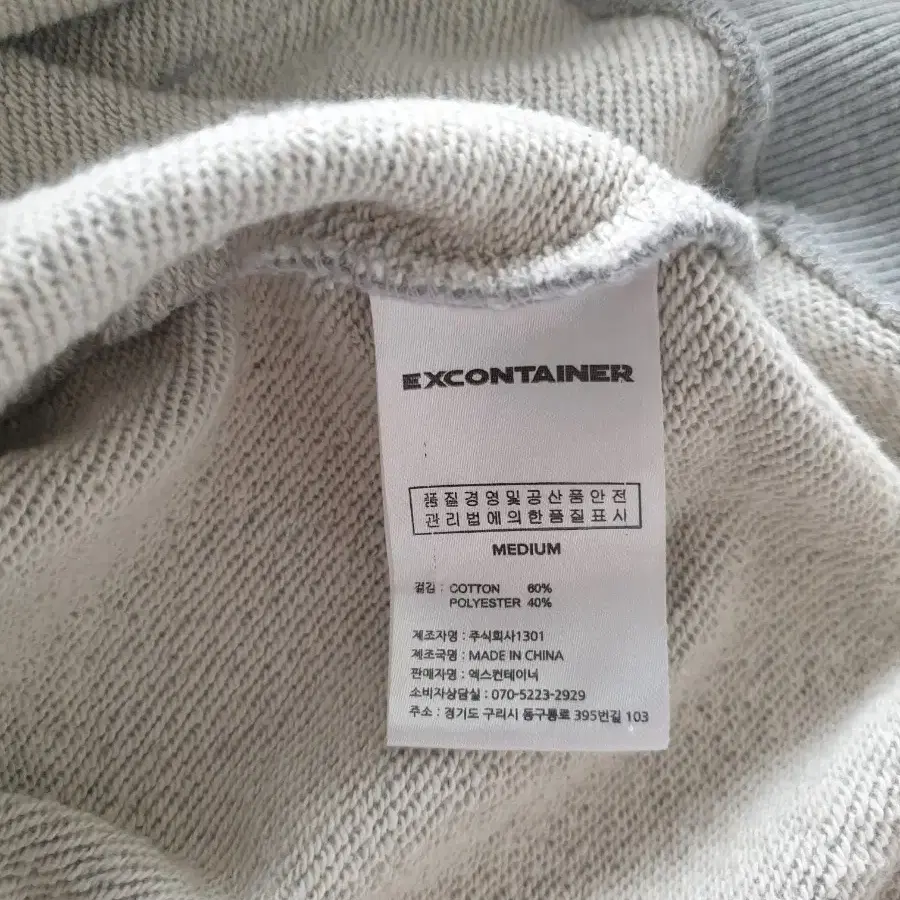 EXCONTAINER
품질경영및공산품안전
관리법에의한품질표시
MEDIUM
겉감 : COTTON 60%
POLYESTER 40%
제조자명 : 주식회사1301
제조국명 : MADE IN CHINA
판매자명 : 엑스컨테이너
소비자상담실 : 070-5223-2929
주소 : 경기도 구리시 동구릉로 395번길 103